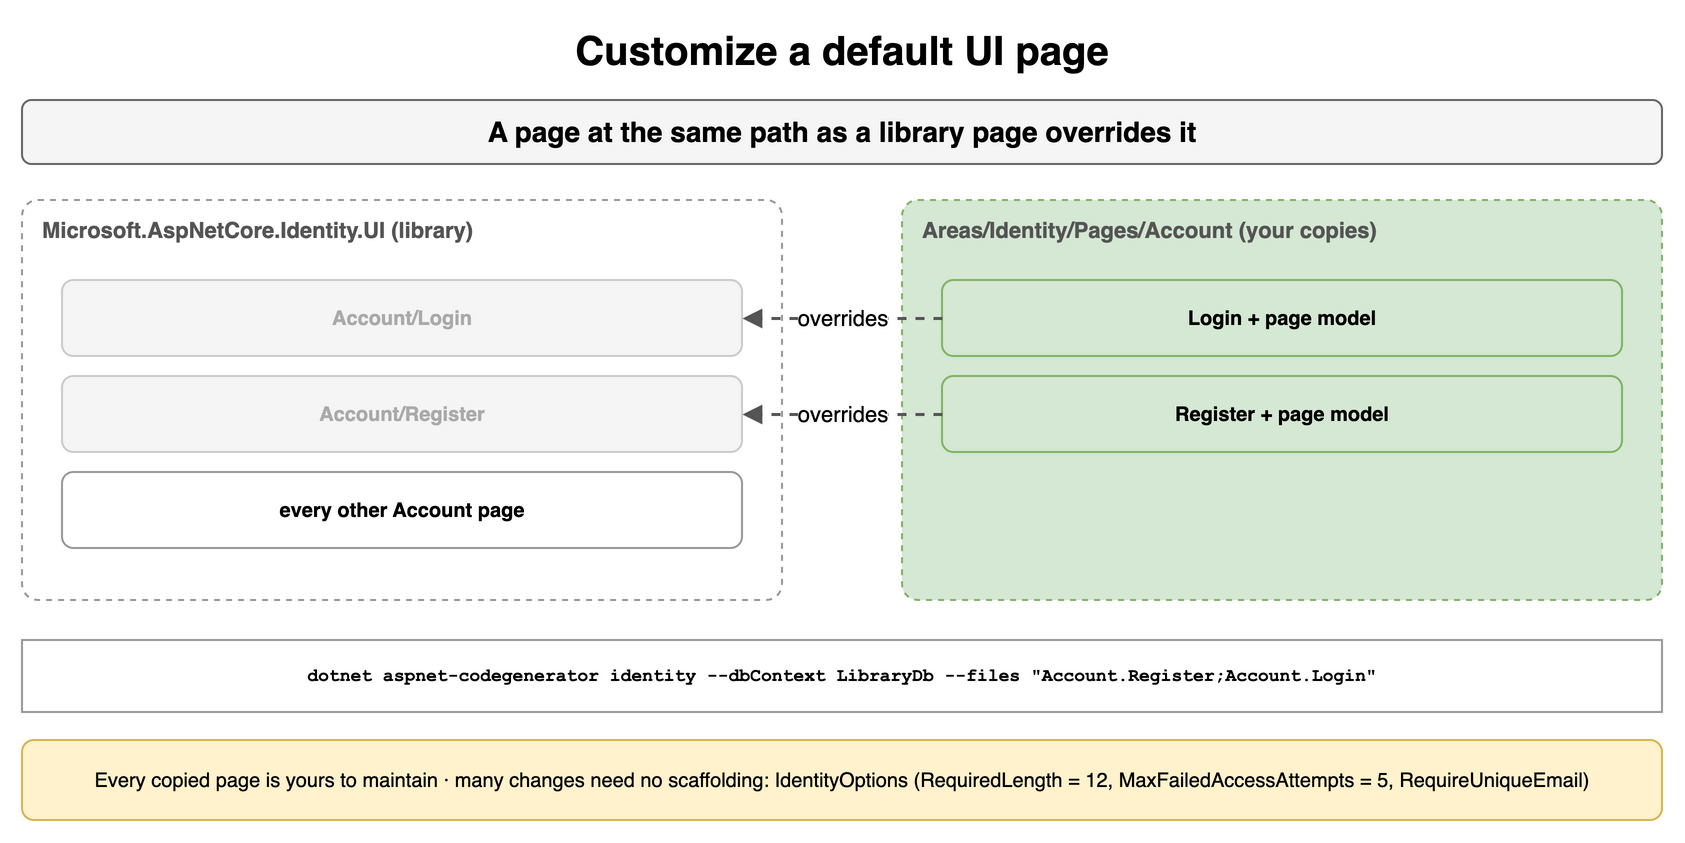 Customize a default UI page
A page at the same path as a library page overrides it
Microsoft.AspNetCore.Identity.UI (library)
Areas/Identity/Pages/Account (your copies)
Account/Login
overrides
Login + page model
Account/Register
overrides
Register + page model
every other Account page
dotnet aspnet-codegenerator identity --dbContext LibraryDb --files "Account.Register;Account.Login"
Every copied page is yours to maintain · many changes need no scaffolding: IdentityOptions (RequiredLength = 12, MaxFailedAccessAttempts = 5, RequireUniqueEmail)